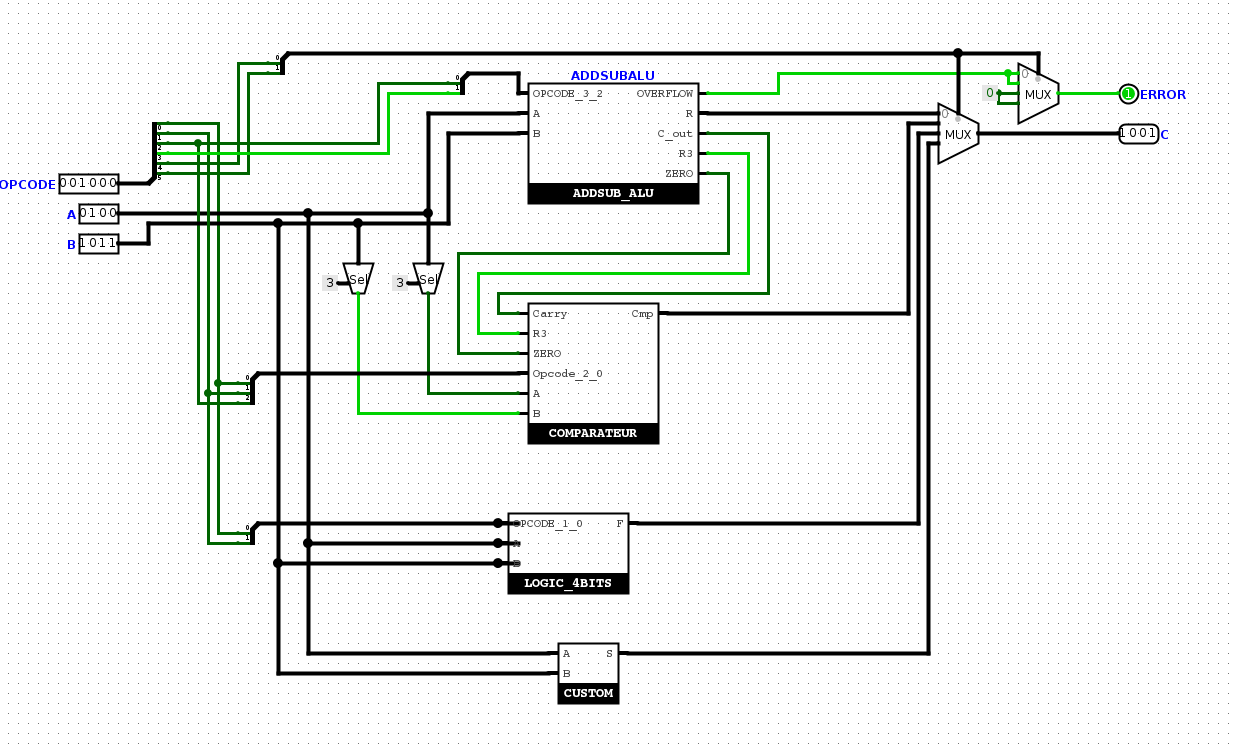 ADDSUBALU
OPCODE_3_2 OVERFLOW
A R
B C_out
R3
ZERO
ADDSUB_ALU
0
MUX
0
1 ERROR
0
MUX
1001 C
OPCODE 001000
A 0100
B 1011
0
1
0
1
0
1
2
3
4
5
3 Sel
3 Sel
Carry Cmp
R3
ZERO
Opcode_2_0
A
B
COMPARATEUR
0
1
2
0
1
OPCODE_1_0 F
A
B
LOGIC_4BITS
A S
B
CUSTOM